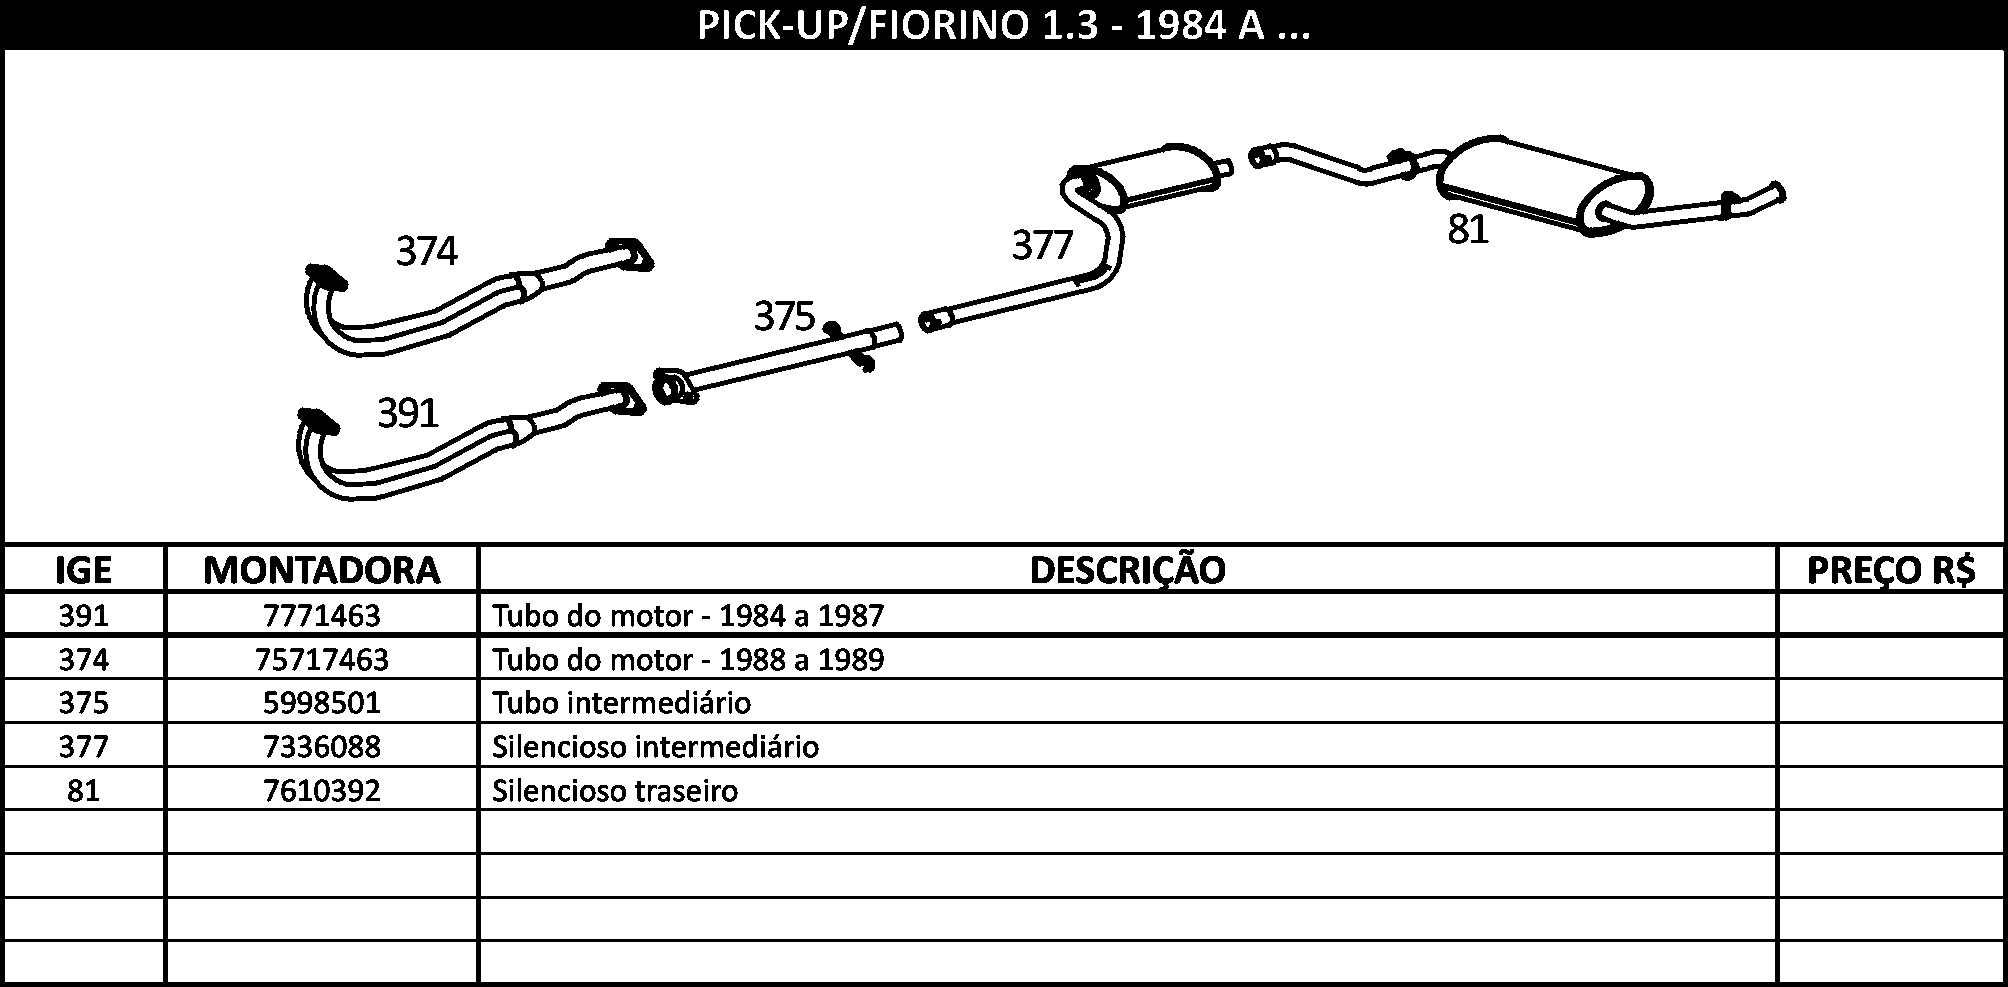 PICK-UP/FIORINO 1.3 - 1984 A ...
374
377
81
375
391
IGE MONTADORA DESCRIÇÃO PREÇO R$
391 7771463 Tubo do motor - 1984 a 1987
374 75717463 Tubo do motor - 1988 a 1989
375 5998501 Tubo intermediário
377 7336088 Silencioso intermediário
81 7610392 Silencioso traseiro